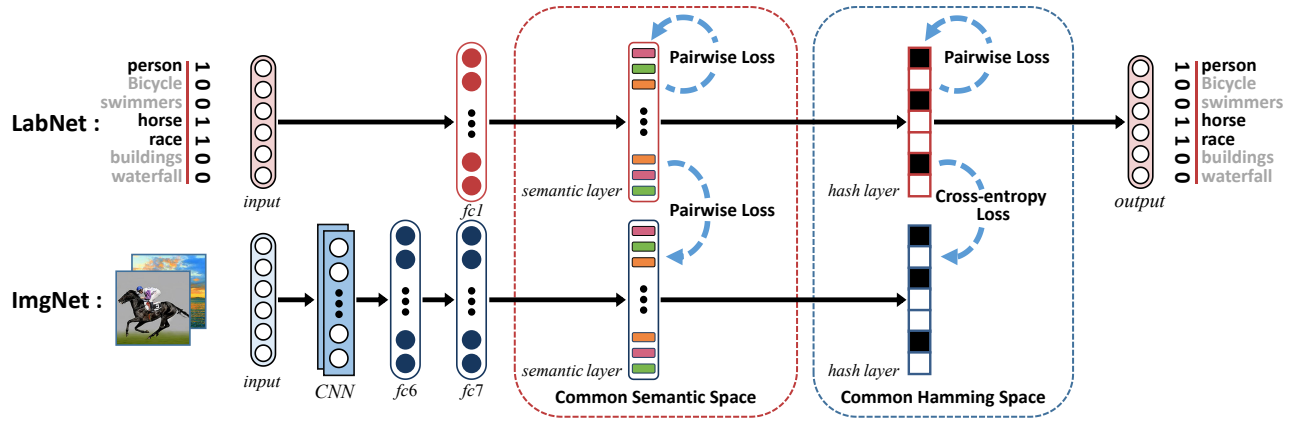 LabNet :
person 1
Bicycle 0
swimmers 0
horse 1
race 1
buildings 0
waterfall 0
input
fc1
semantic layer
Pairwise Loss
Pairwise Loss
hash layer
Pairwise Loss
Cross-entropy
Loss
output
1 person
0 Bicycle
0 swimmers
1 horse
1 race
0 buildings
0 waterfall
ImgNet :
input
CNN
fc6
fc7
semantic layer
Common Semantic Space
hash layer
Common Hamming Space